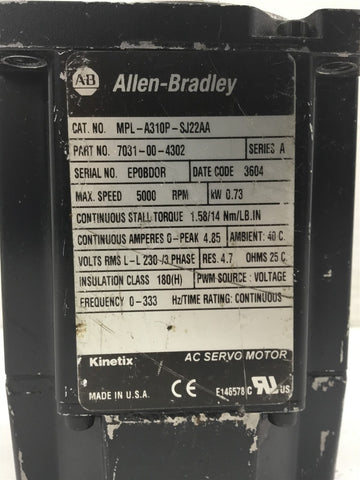 AB Allen-Bradley
CAT. NO. MPL-A310P-SJ22AA
PART NO. 7031-00-4302 SERIES A
SERIAL NO. EP0BDOR DATE CODE 3604
MAX. SPEED 5000 RPM kW 0.73
CONTINUOUS STALL TORQUE 1.58/14 Nm/LB.IN
CONTINUOUS AMPERES 0-PEAK 4.85 AMBIENT: 40 C
VOLTS RMS L-L 230 /3 PHASE RES. 4.7 OHMS 25 C
INSULATION CLASS 180(H) PWM SOURCE : VOLTAGE
FREQUENCY 0-333 Hz/TIME RATING: CONTINUOUS
Kinetix AC SERVO MOTOR
MADE IN U.S.A. CE E146578 c RU US